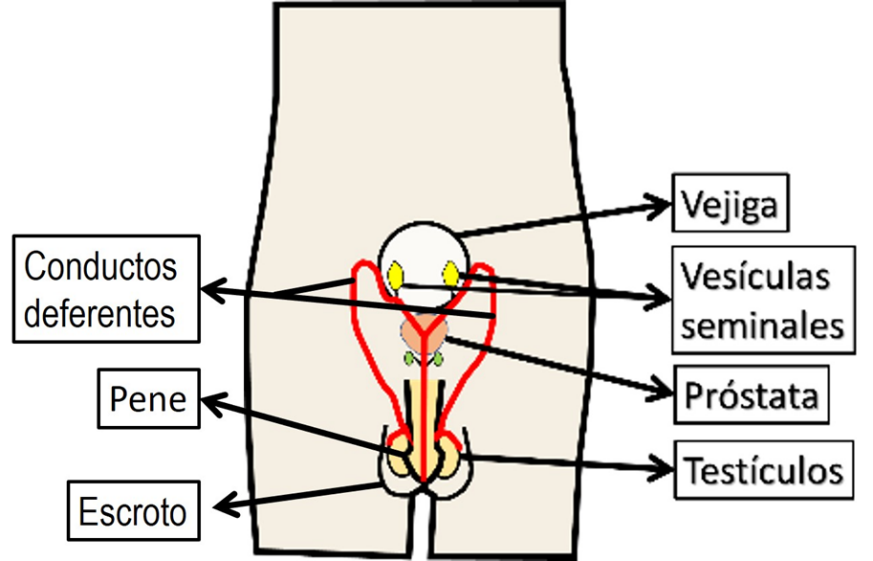 Conductos
deferentes
Pene
Escroto
Vejiga
Vesículas
seminales
Próstata
Testículos